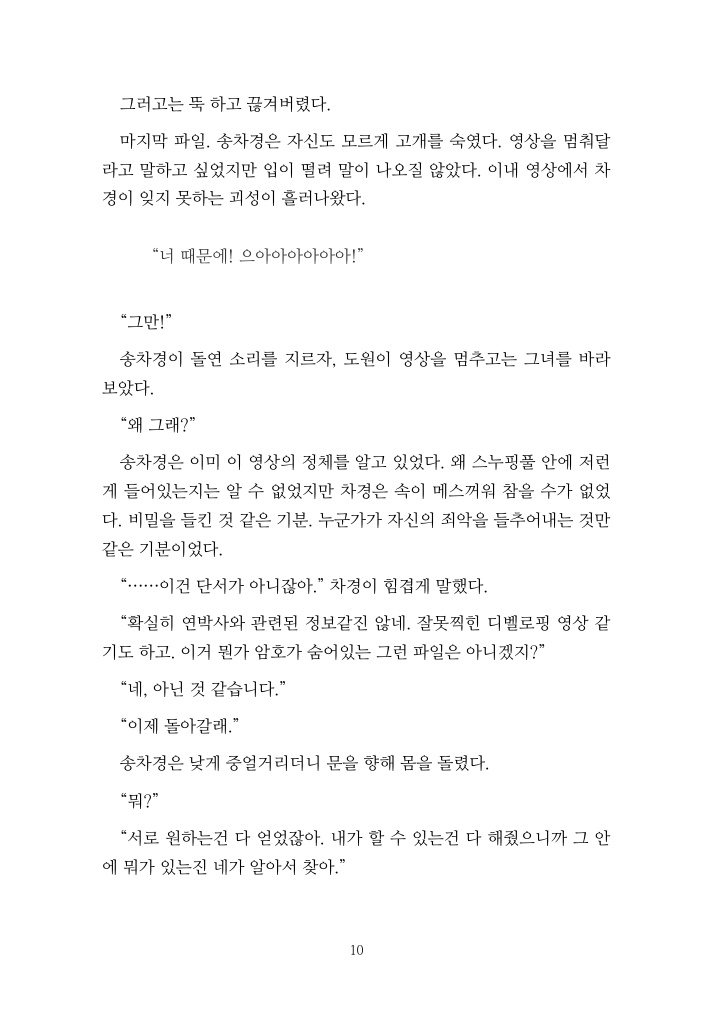 그러고는 뚝 하고 끊겨버렸다.
마지막 파일. 송차경은 자신도 모르게 고개를 숙였다. 영상을 멈춰달
라고 말하고 싶었지만 입이 떨려 말이 나오질 않았다. 이내 영상에서 차
경이 잊지 못하는 괴성이 흘러나왔다.
“너 때문에! 으아아아아아아!”
“그만!”
송차경이 돌연 소리를 지르자, 도원이 영상을 멈추고는 그녀를 바라
보았다.
“왜 그래?”
송차경은 이미 이 영상의 정체를 알고 있었다. 왜 스누핑풀 안에 저런
게 들어있는지는 알 수 없었지만 차경은 속이 메스꺼워 참을 수가 없었
다. 비밀을 들킨 것 같은 기분. 누군가가 자신의 죄악을 들추어내는 것만
같은 기분이었다.
“……이건 단서가 아니잖아.” 차경이 힘겹게 말했다.
“확실히 연박사와 관련된 정보같진 않네. 잘못찍힌 디벨로핑 영상 같
기도 하고. 이거 뭔가 암호가 숨어있는 그런 파일은 아니겠지?”
“네, 아닌 것 같습니다.”
“이제 돌아갈래.”
송차경은 낮게 중얼거리더니 문을 향해 몸을 돌렸다.
“뭐?”
“서로 원하는건 다 얻었잖아. 내가 할 수 있는건 다 해줬으니까 그 안
에 뭐가 있는진 네가 알아서 찾아.”
10